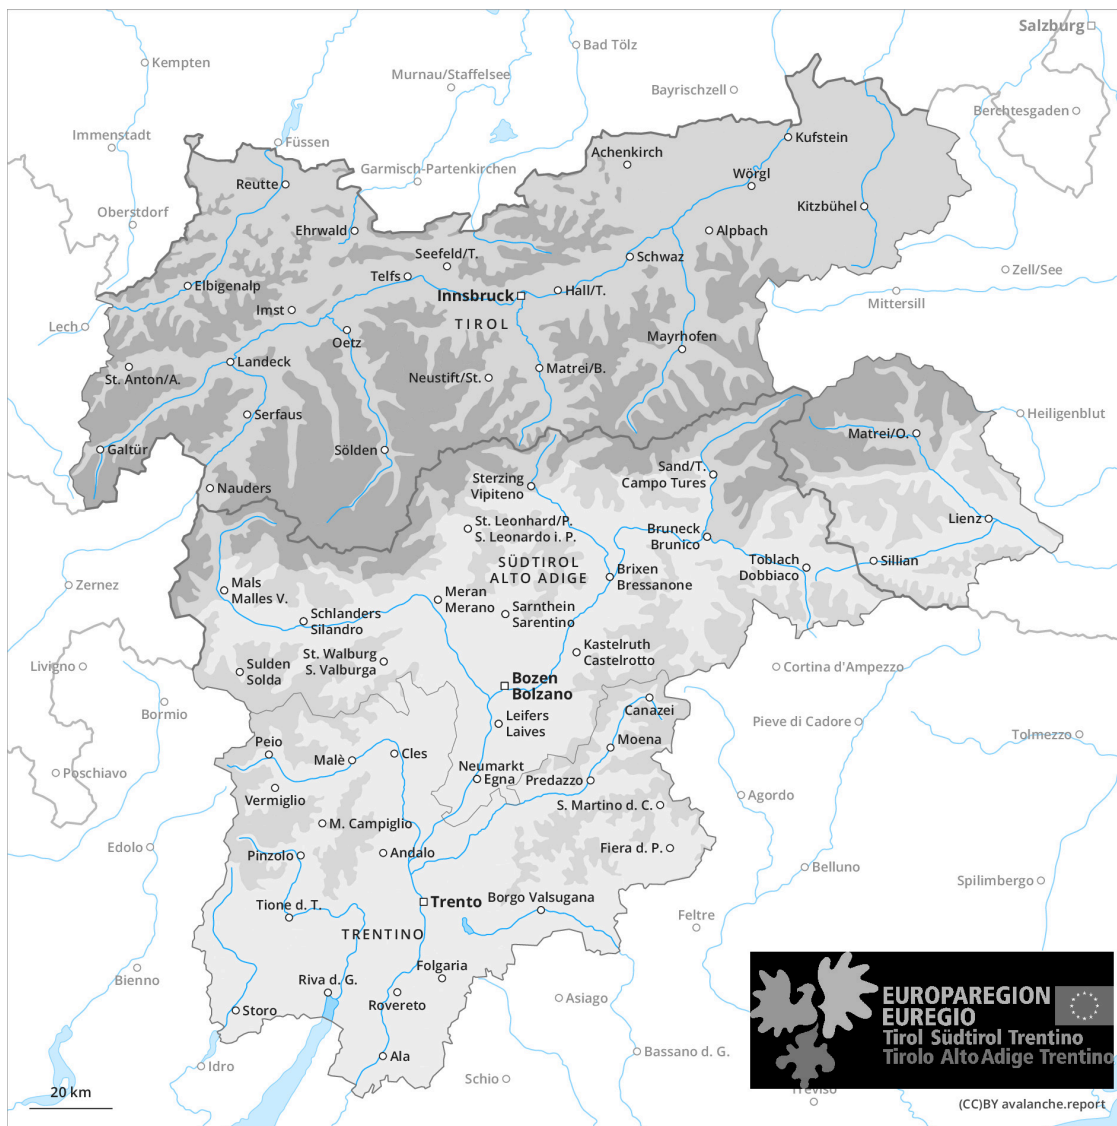 Salzburg
Bad Tölz
Kempten
Murnau/Staffelsee
Bayrischzell
Berchtesgaden
Immenstadt
Füssen
Kufstein
Achenkirch
Garmisch-Partenkirchen
Wörgl
Reutte
Kitzbühel
Oberstdorf
Ehrwald
Alpbach
Seefeld/T.
Schwaz
Zell/See
Telfs
Elbigenalp
Hall/T.
Innsbruck
Mittersill
Imst
TIROL
Lech
Oetz
Mayrhofen
Landeck
Matrei/B.
St. Anton/A.
Neustift/St.
Serfaus
Heiligenblut
Matrei/O.
Galtür
Sölden
Sand/T.
Campo Tures
Sterzing
Vipiteno
Nauders
St. Leonhard/P.
S. Leonardo i. P.
Lienz
Bruneck
Brunico
SÜDTIROL
ALTO ADIGE
Toblach
Dobbiaco
Sillian
Brixen
Bressanone
Zernez
Mals
Malles V.
Meran
Merano
Schlanders
Silandro
Sarnthein
Sarentino
Kastelruth
Castelrotto
St. Walburg
S. Valburga
Livigno
Sulden
Solda
Cortina d'Ampezzo
Bozen
Bolzano
Canazei
Bormio
Leifers
Laives
Pieve di Cadore
Tolmezzo
Peio
Moena
Malè
Cles
Neumarkt
Egna
Predazzo
Poschiavo
Vermiglio
Agordo
S. Martino d. C.
M. Campiglio
Edolo
Pinzolo
Andalo
Fiera d. P.
Belluno
Spilimbergo
Trento
Borgo Valsugana
Tione d. T.
Feltre
TRENTINO
Bienno
Folgaria
Riva d. G.
Asiago
Rovereto
Storo
EUROPAREGION
EUREGIO
Tirol Südtirol Trentino
Tirolo Alto Adige Trentino
Ala
Bassano d. G.
Idro
Schio
Treviso
20 km
(CC)BY avalanche.report